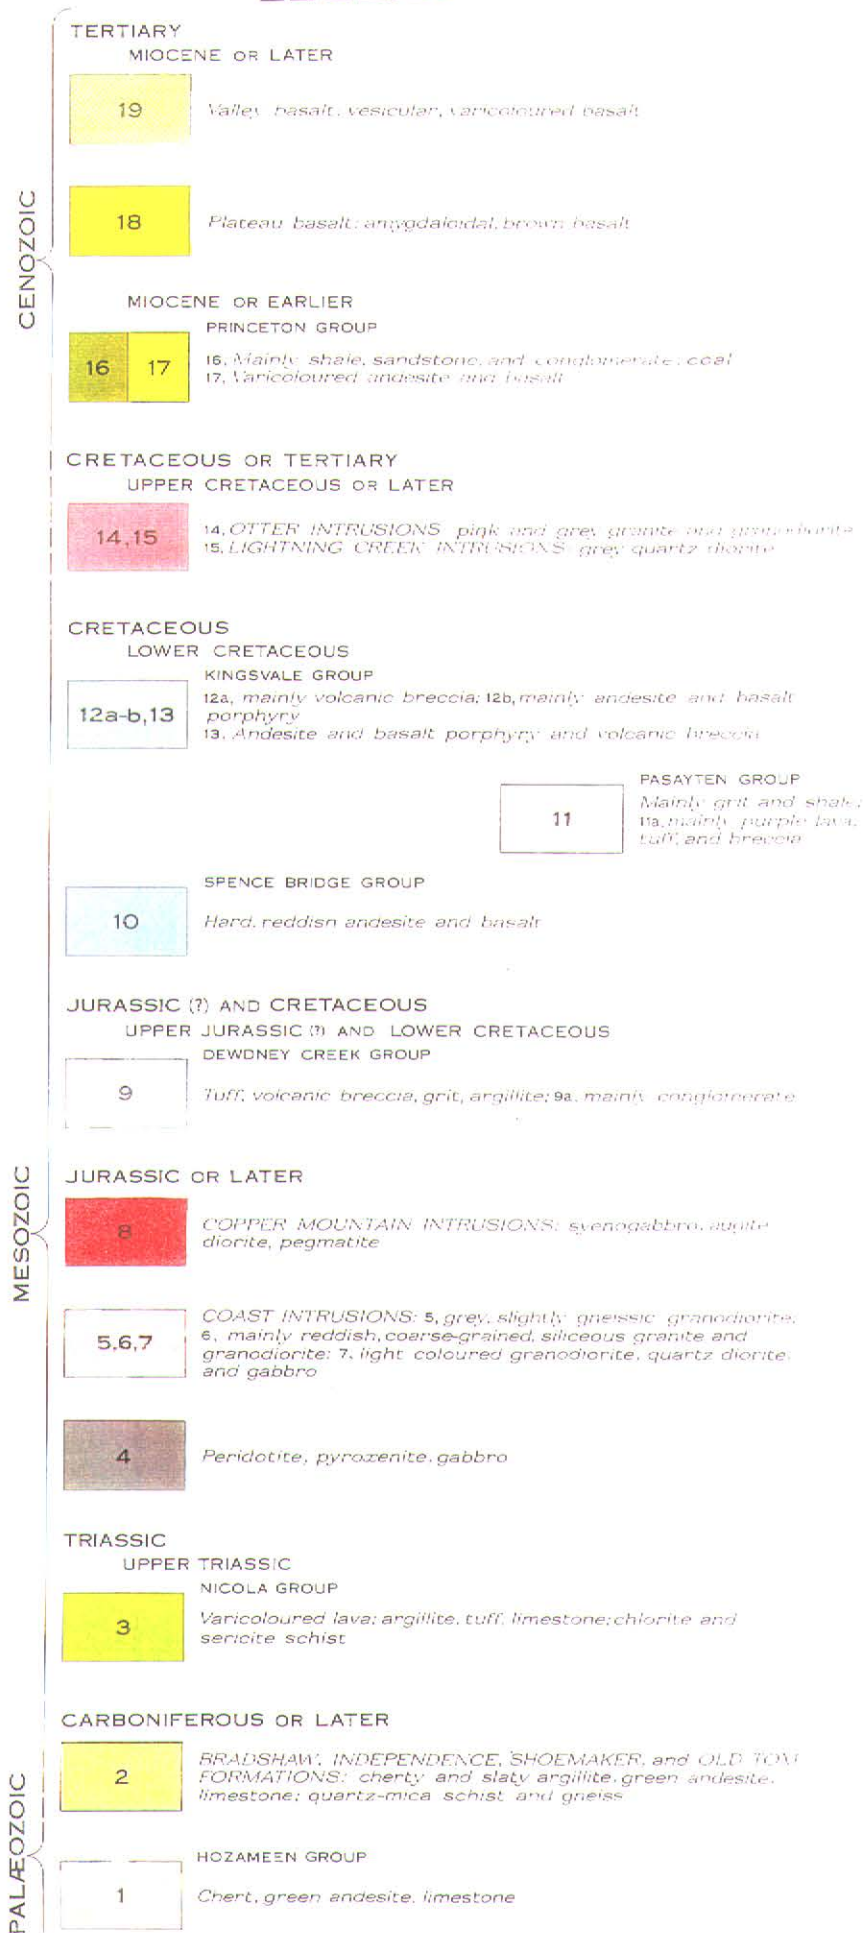 TERTIARY
MIOCENE OR LATER
19
Valley basalt: vesicular, varicoloured basalt
18
Plateau basalt: amygdaloidal, brown basalt
CENOZOIC
MIOCENE OR EARLIER
PRINCETON GROUP
16 17
16, Mainly shale, sandstone, and conglomerate; coal
17, Varicoloured andesite and basalt
CRETACEOUS OR TERTIARY
UPPER CRETACEOUS OR LATER
14,15
14, OTTER INTRUSIONS: pink and grey granite and granodiorite
15, LIGHTNING CREEK INTRUSIONS: grey quartz diorite
CRETACEOUS
LOWER CRETACEOUS
KINGSVALE GROUP
12a-b,13
12a, mainly volcanic breccia; 12b, mainly andesite and basalt
porphyry
13, Andesite and basalt porphyry and volcanic breccia
PASAYTEN GROUP
11
Mainly grit and shale;
11a, mainly purple lava,
tuff, and breccia
SPENCE BRIDGE GROUP
10
Hard, reddish andesite and basalt
JURASSIC (?) AND CRETACEOUS
UPPER JURASSIC (?) AND LOWER CRETACEOUS
DEWDNEY CREEK GROUP
9
Tuff, volcanic breccia, grit, argillite; 9a, mainly conglomerate
MESOZOIC
JURASSIC OR LATER
8
COPPER MOUNTAIN INTRUSIONS: syenogabbro, augite
diorite, pegmatite
5,6,7
COAST INTRUSIONS: 5, grey, slightly gneissic granodiorite;
6, mainly reddish, coarse-grained, siliceous granite and
granodiorite; 7, light coloured granodiorite, quartz diorite,
and gabbro
4
Peridotite, pyroxenite, gabbro
TRIASSIC
UPPER TRIASSIC
NICOLA GROUP
3
Varicoloured lava; argillite, tuff, limestone; chlorite and
sericite schist
CARBONIFEROUS OR LATER
2
BRADSHAW, INDEPENDENCE, SHOEMAKER, and OLD TOM
FORMATIONS: cherty and slaty argillite, green andesite,
limestone; quartz-mica schist and gneiss
PALÆOZOIC
HOZAMEEN GROUP
1
Chert, green andesite, limestone